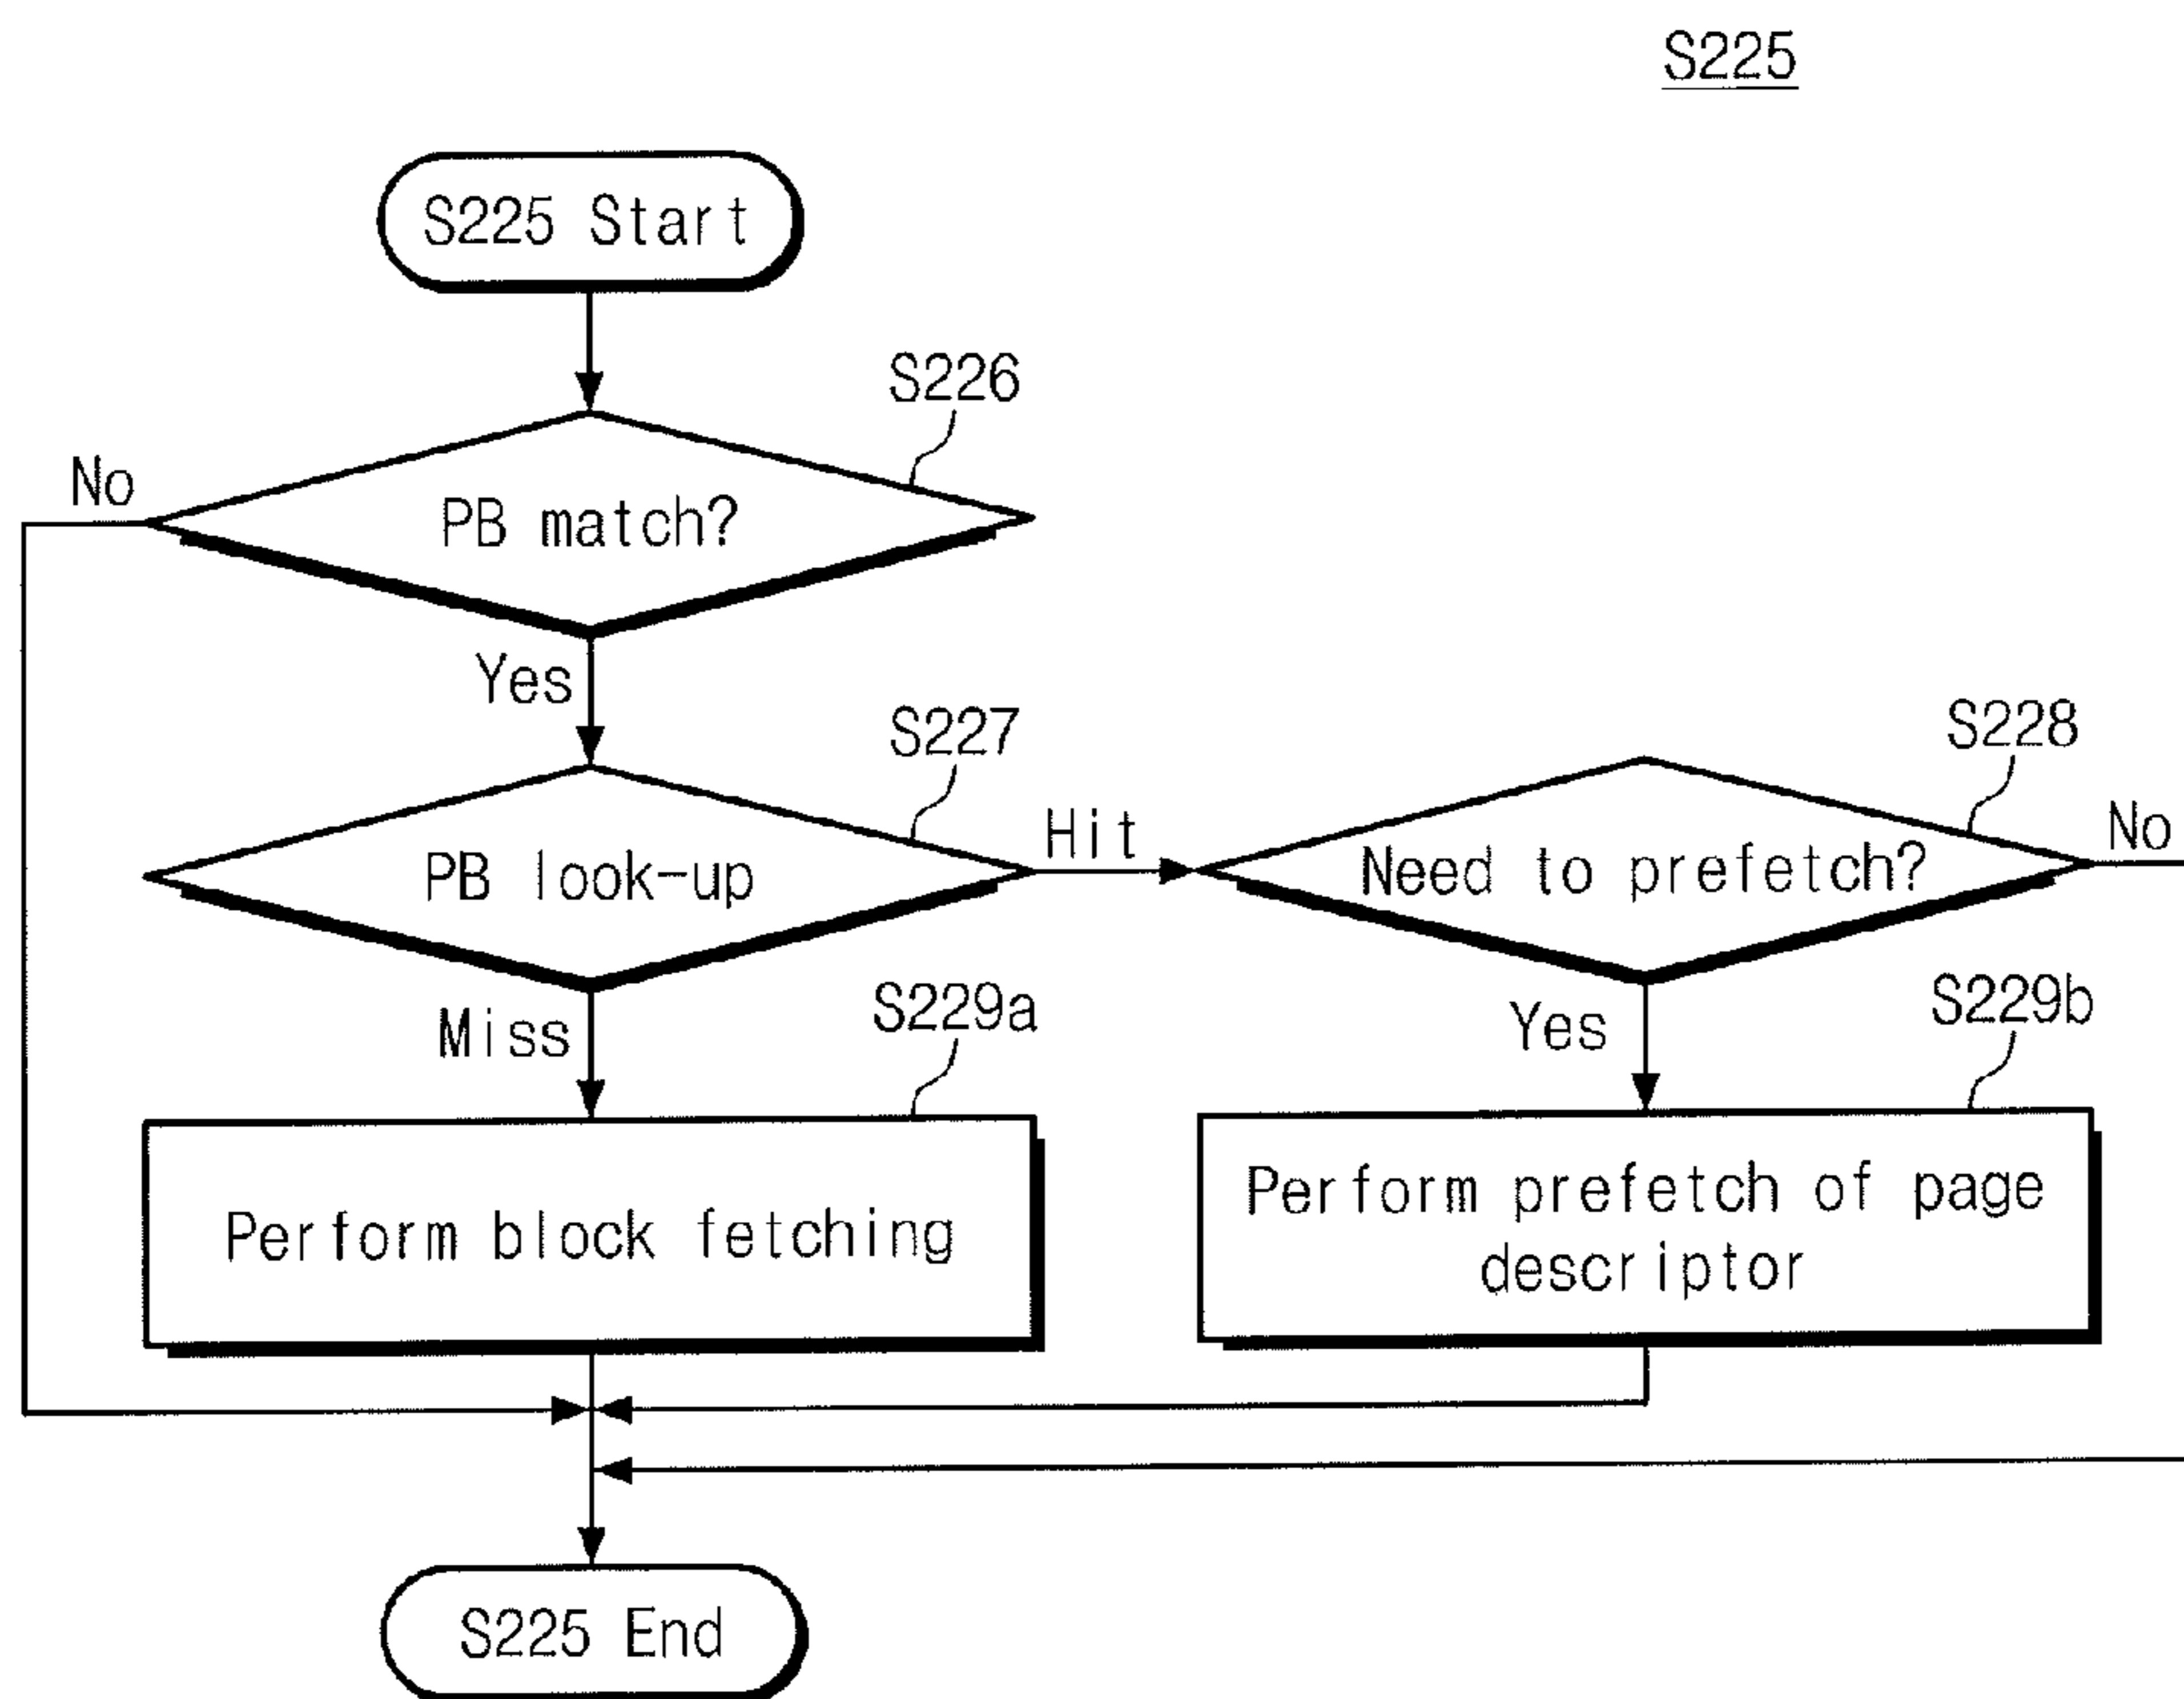 S225
S225 Start
S226
No
PB match?
Yes
S227
S228
Hit
No
PB look-up
Need to prefetch?
Miss
S229a
Yes
S229b
Perform block fetching
Perform prefetch of page
descriptor
S225 End